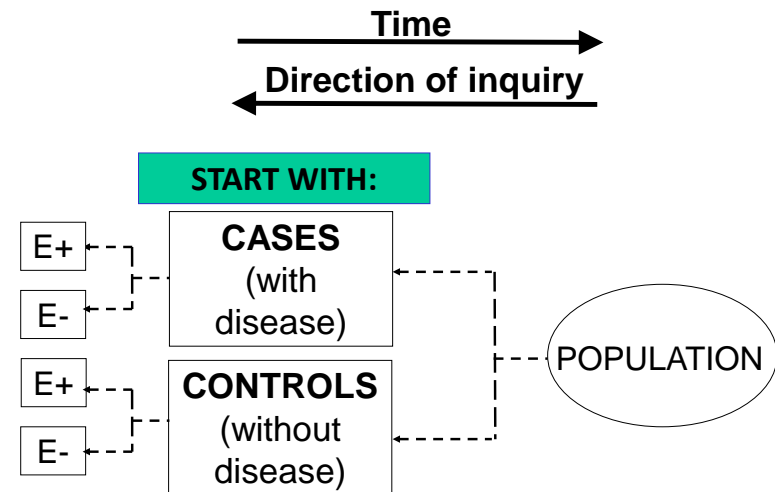 Time
Direction of inquiry
START WITH:
E+
E-
CASES
(with
disease)
E+
E-
CONTROLS
(without
disease)
POPULATION